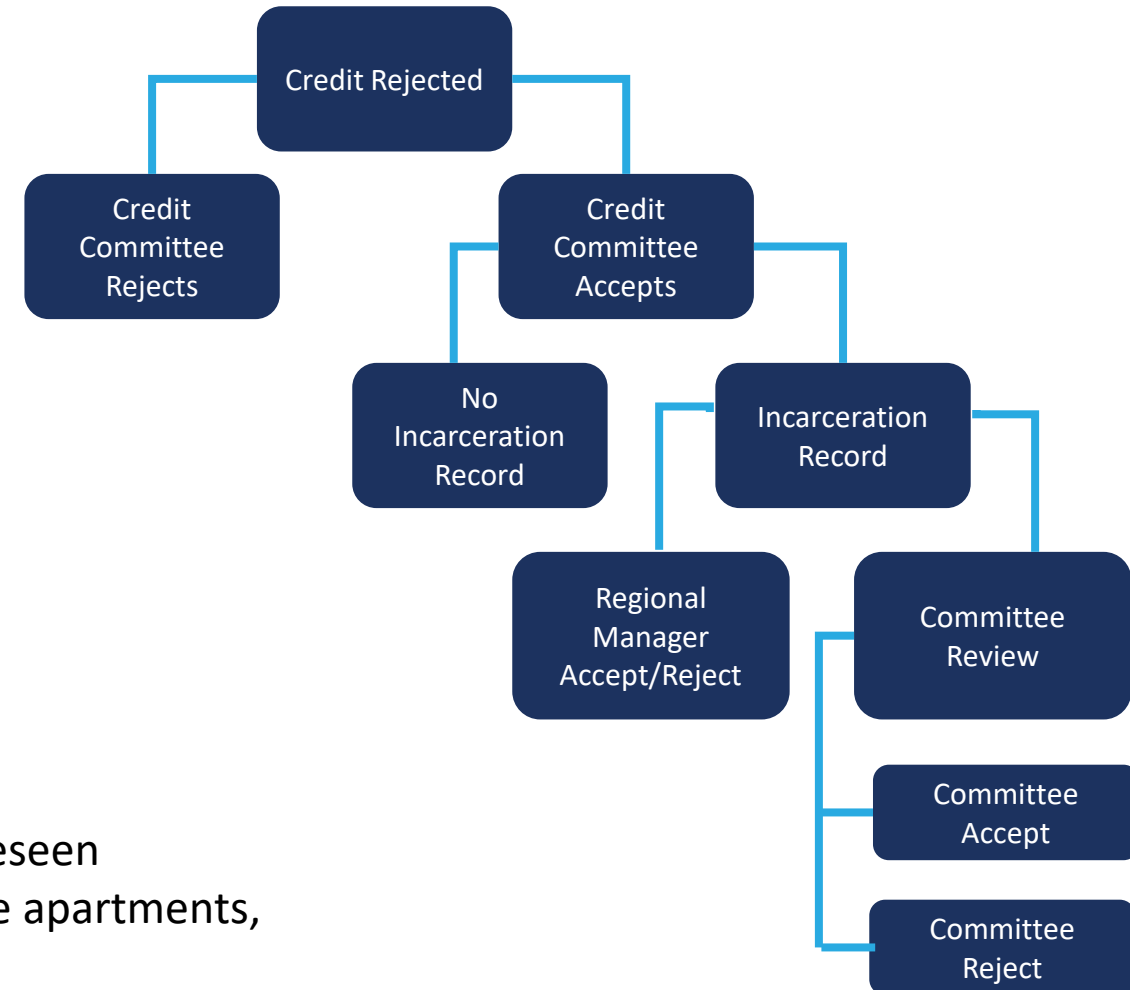 Credit Rejected
Credit
Committee
Rejects
Credit
Committee
Accepts
No
Incarceration
Record
Incarceration
Record
Regional
Manager
Accept/Reject
Committee
Review
Committee
Accept
Committee
Reject
eseen
e apartments,